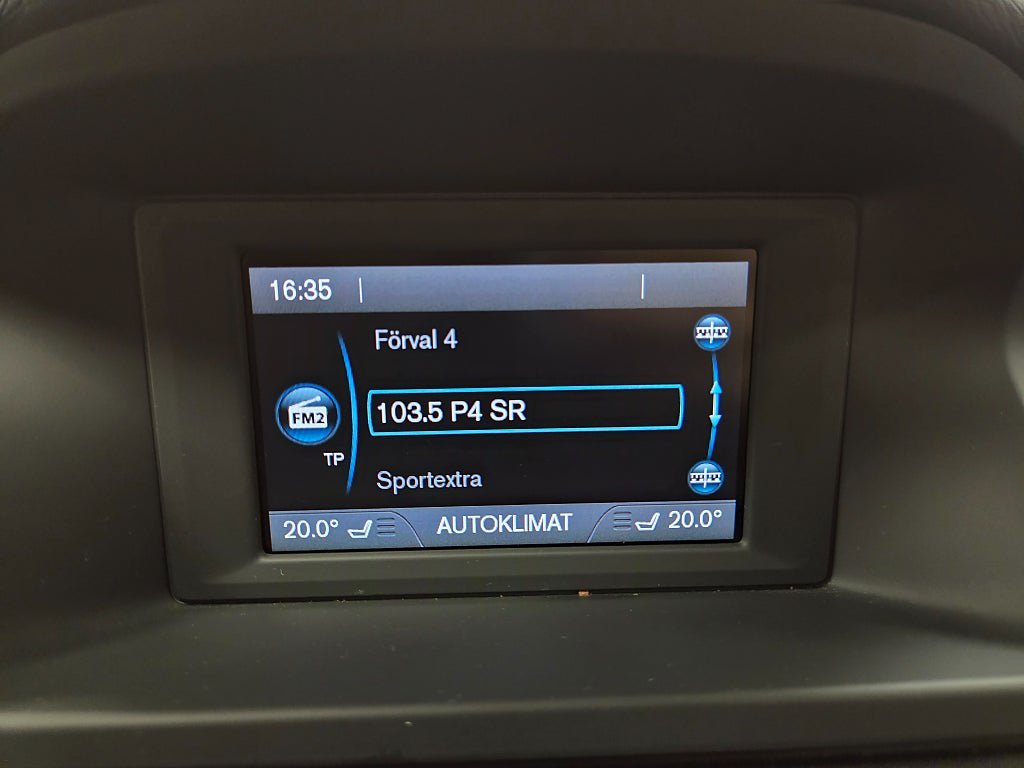 16:35
Förval 4
FM2
103.5 P4 SR
TP
Sportextra
20.0° AUTOKLIMAT 20.0°